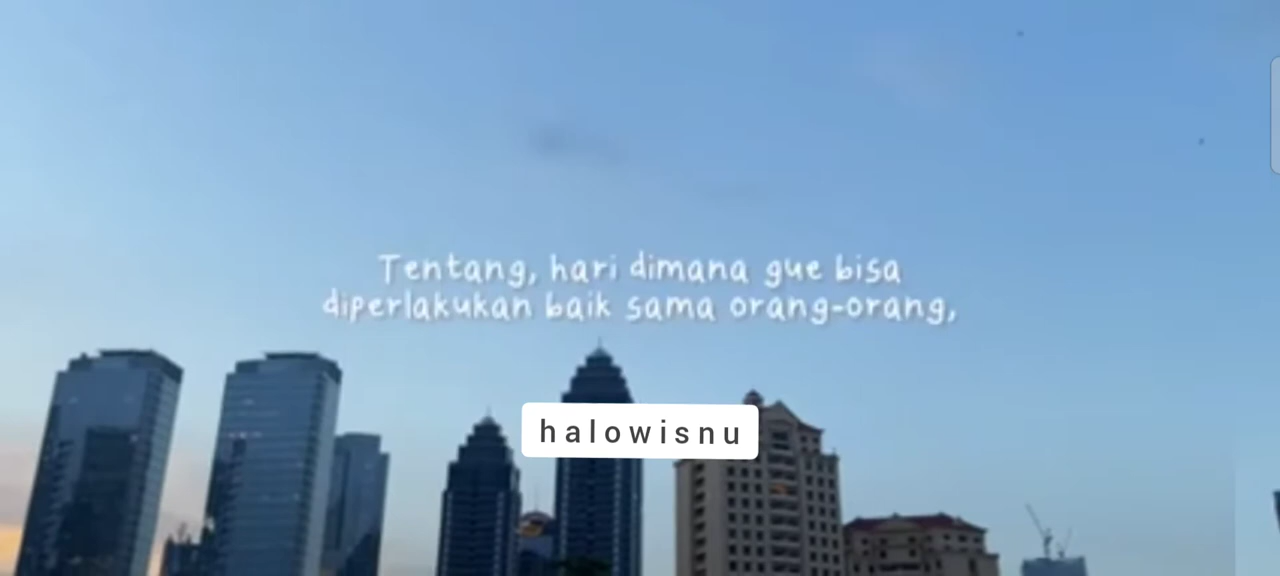 Tentang, hari dimana gue bisa
diperlakukan baik sama orang-orang,
halowisnu